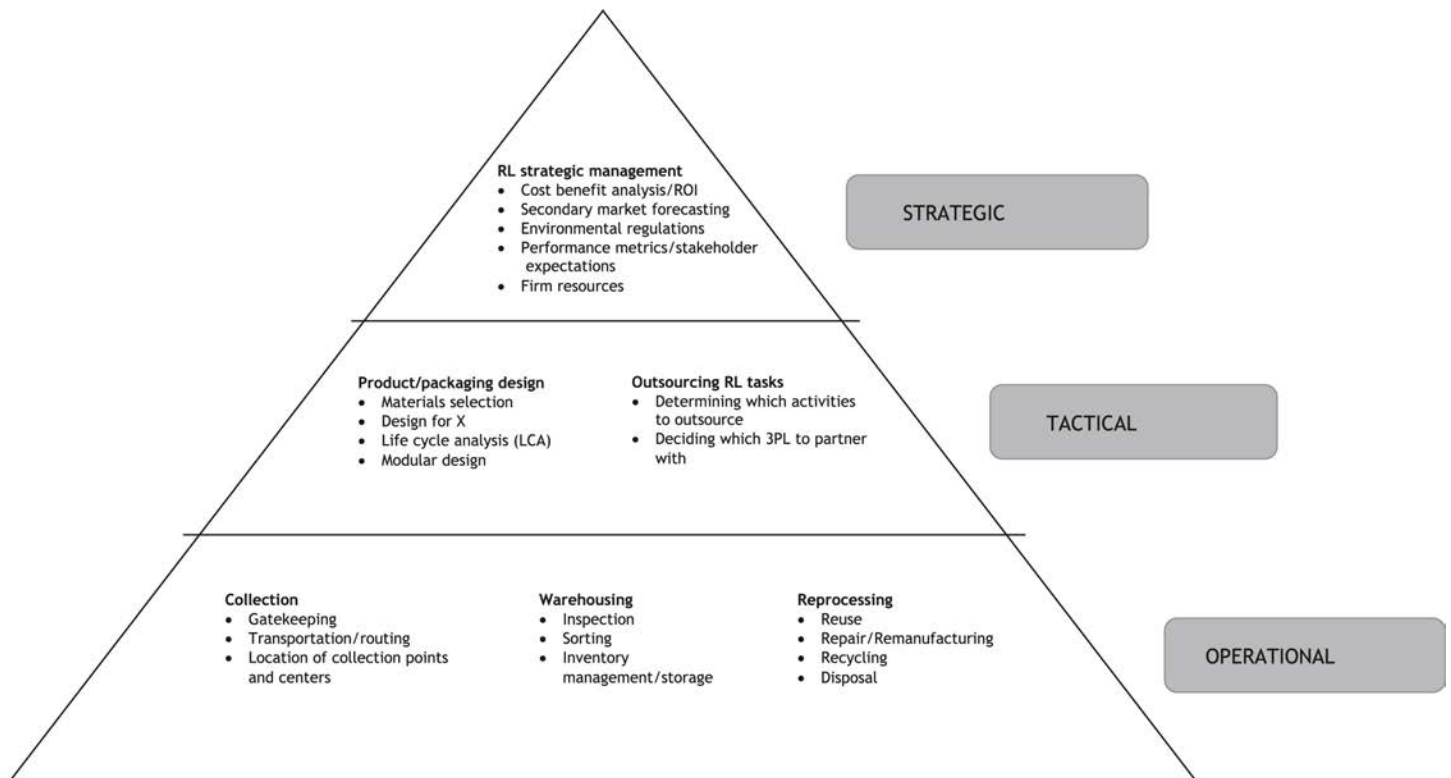 RL strategic management
• Cost benefit analysis/ROI
• Secondary market forecasting
• Environmental regulations
• Performance metrics/stakeholder
expectations
• Firm resources
STRATEGIC
Product/packaging design
• Materials selection
• Design for X
• Life cycle analysis (LCA)
• Modular design
Outsourcing RL tasks
• Determining which activities
to outsource
• Deciding which 3PL to partner
with
TACTICAL
Collection
• Gatekeeping
• Transportation/routing
• Location of collection points
and centers
Warehousing
• Inspection
• Sorting
• Inventory
management/storage
Reprocessing
• Reuse
• Repair/Remanufacturing
• Recycling
• Disposal
OPERATIONAL